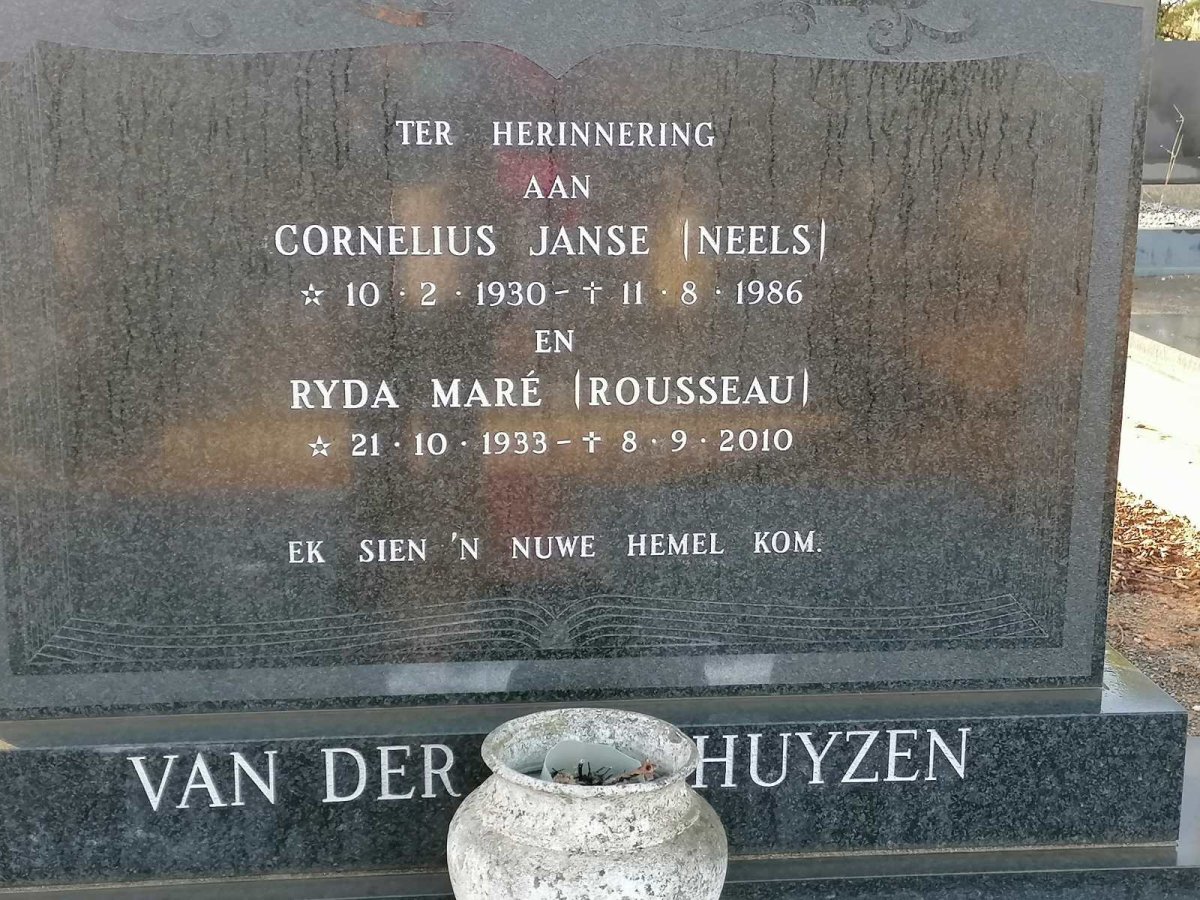 TER HERINNERING
AAN
CORNELIUS JANSE (NEELS)
☆ 10 · 2 · 1930 - † 11 · 8 · 1986
EN
RYDA MARÉ (ROUSSEAU)
☆ 21 · 10 · 1933 - † 8 · 9 · 2010
EK SIEN 'N NUWE HEMEL KOM.
VAN DER HUYZEN